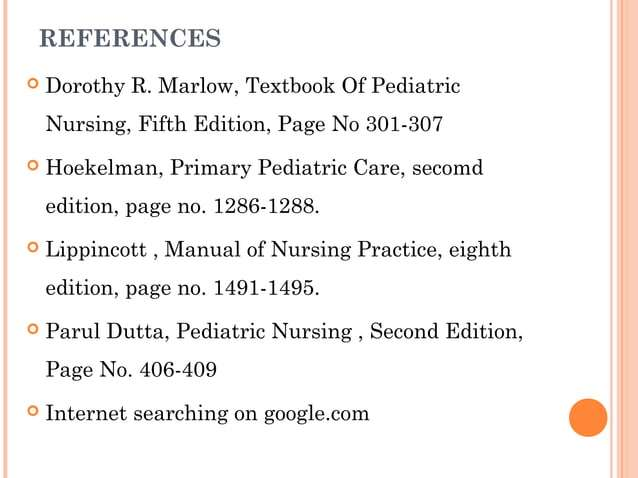 REFERENCES
Dorothy R. Marlow, Textbook Of Pediatric
Nursing, Fifth Edition, Page No 301-307
Hoekelman, Primary Pediatric Care, secomd
edition, page no. 1286-1288.
Lippincott , Manual of Nursing Practice, eighth
edition, page no. 1491-1495.
Parul Dutta, Pediatric Nursing , Second Edition,
Page No. 406-409
Internet searching on google.com